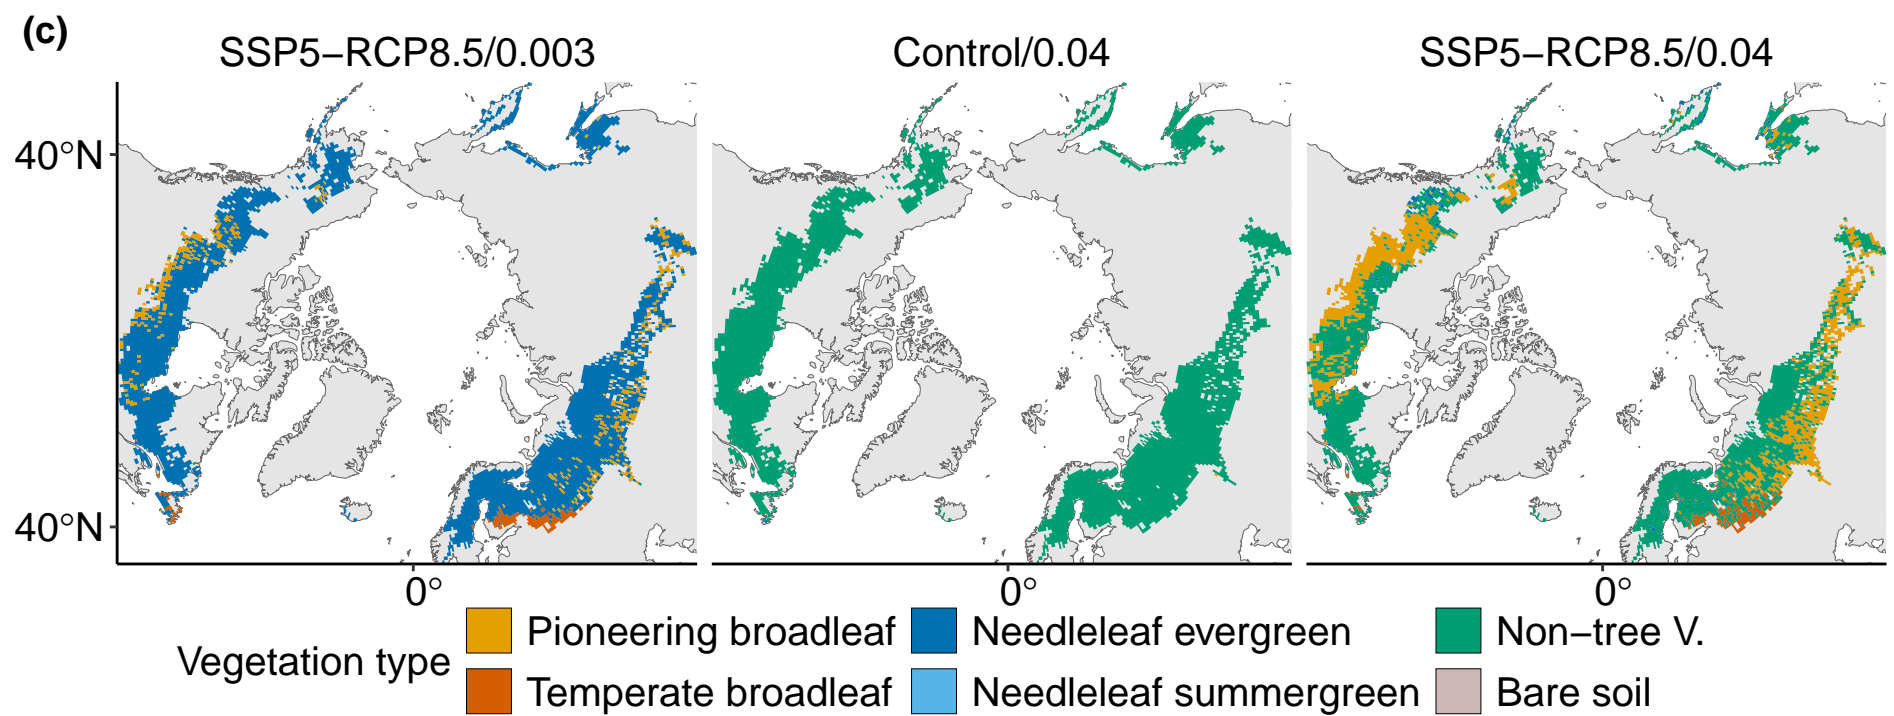 (c)
SSP5−RCP8.5/0.003
Control/0.04
SSP5−RCP8.5/0.04
40°N
40°N
0°
0°
0°
Vegetation type
Pioneering broadleaf
Needleleaf evergreen
Non−tree V.
Temperate broadleaf
Needleleaf summergreen
Bare soil